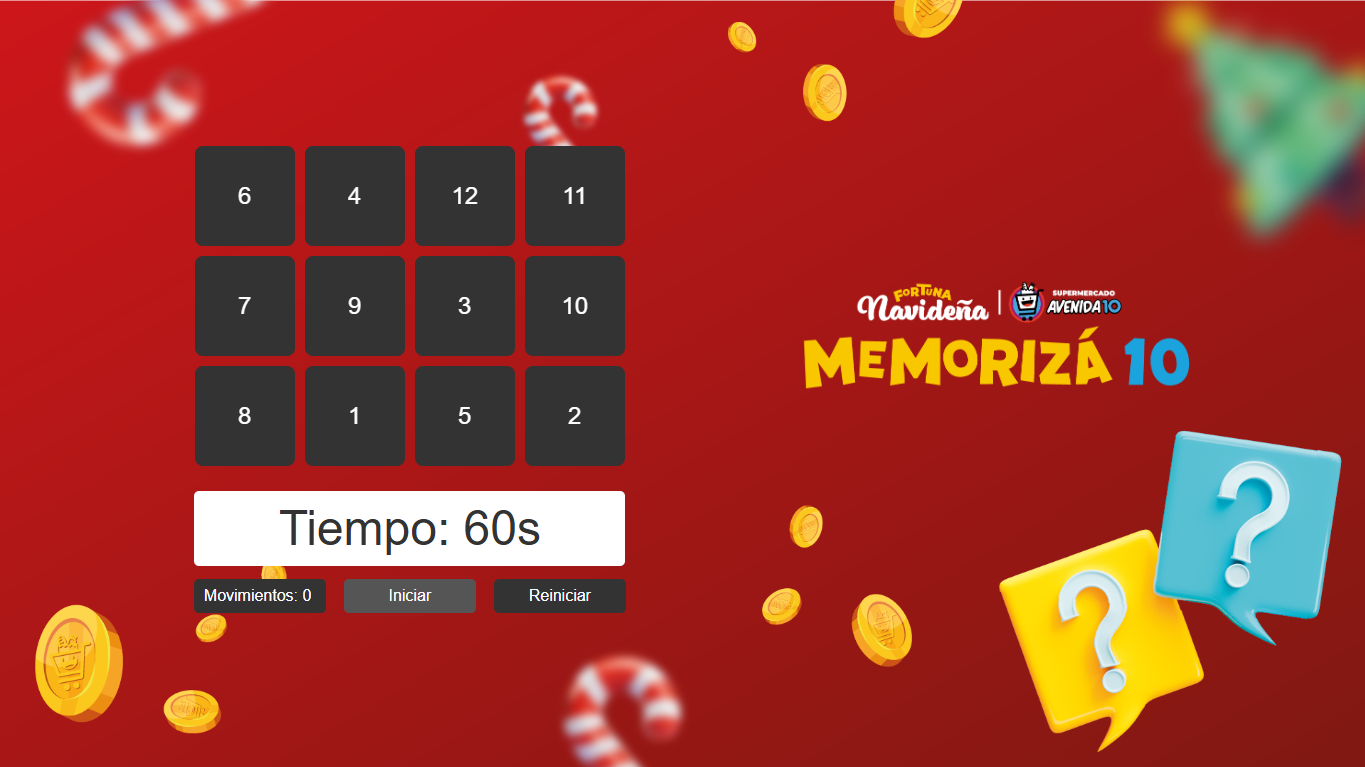 6 4 12 11
7 9 3 10
8 1 5 2
Tiempo: 60s
Movimientos: 0 Iniciar Reiniciar
FORTUNA
Navideña
SUPERMERCADO
AVENIDA10
MEMORIZÁ 10
? ?